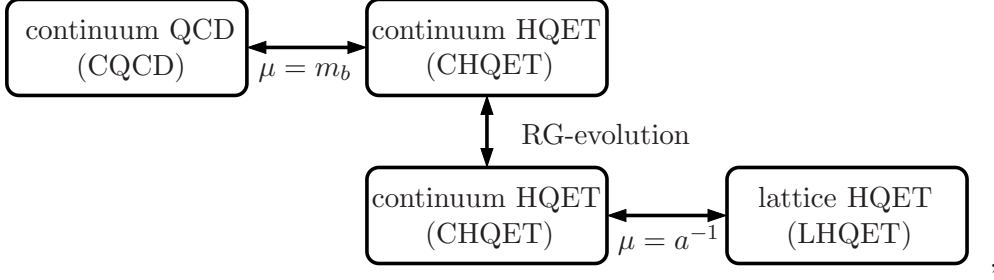 continuum QCD
(CQCD)
μ = m_b
continuum HQET
(CHQET)
RG-evolution
continuum HQET
(CHQET)
μ = a⁻¹
lattice HQET
(LHQET)
,